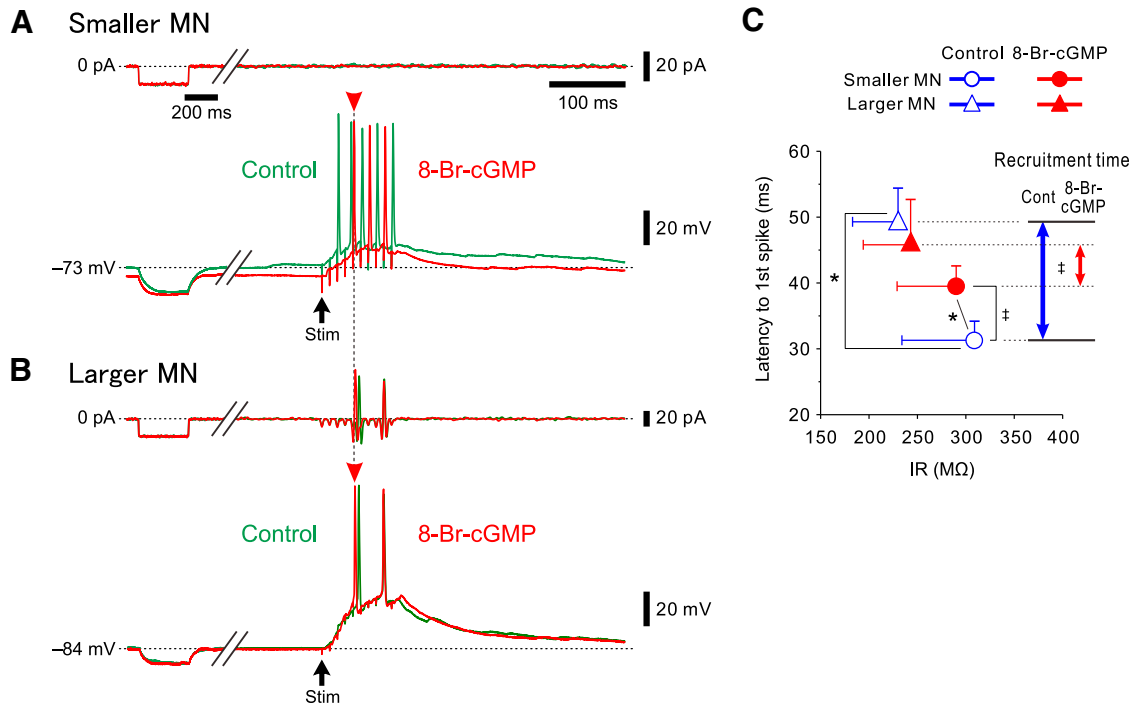 A Smaller MN
0 pA
20 pA
200 ms
100 ms
Control
8-Br-cGMP
20 mV
–73 mV
Stim
B Larger MN
0 pA
20 pA
Control
8-Br-cGMP
20 mV
–84 mV
Stim
C
Control 8-Br-cGMP
Smaller MN
Larger MN
Latency to 1st spike (ms)
60
50
40
30
20
Recruitment time
Cont 8-Br-
cGMP
*
*
‡
‡
150 200 250 300 350 400
IR (MΩ)